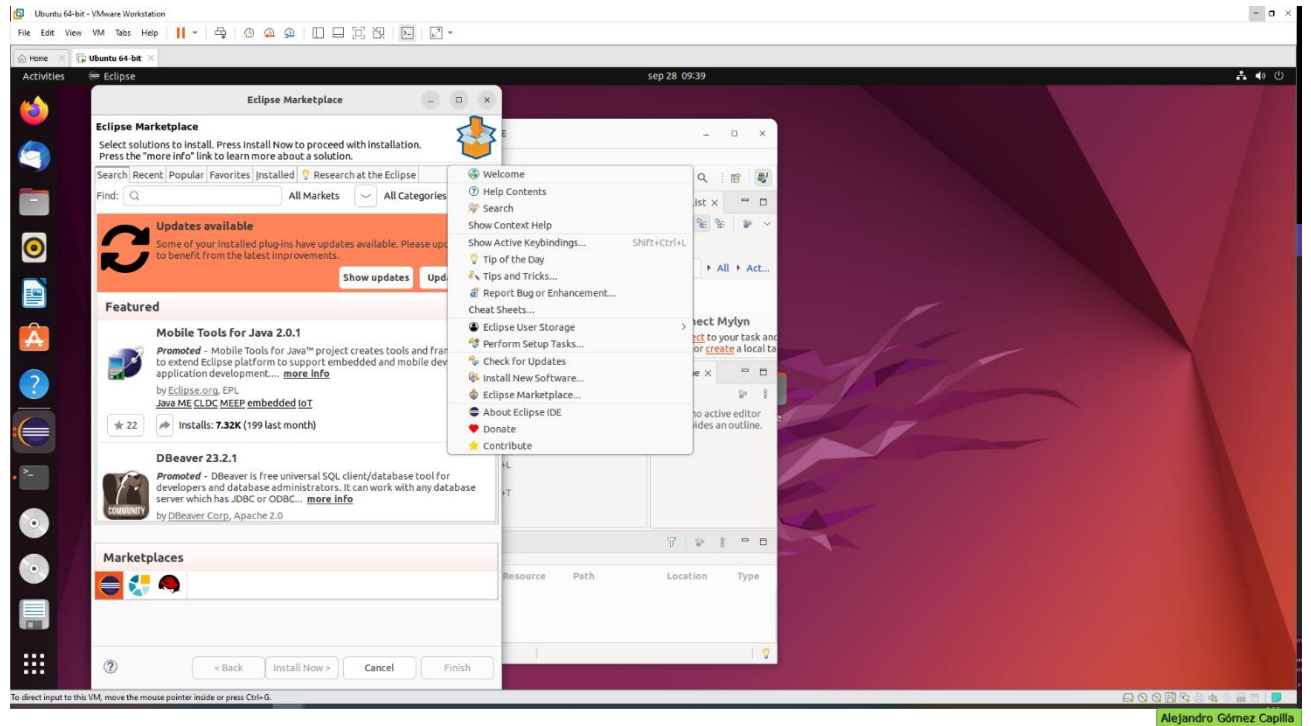 Ubuntu 64-bit - VMware Workstation
File Edit View VM Tabs Help
Home
Ubuntu 64-bit
Activities
Eclipse
sep 28 09:39
Eclipse Marketplace
Eclipse Marketplace
Select solutions to install. Press Install Now to proceed with installation.
Press the "more info" link to learn more about a solution.
Search Recent Popular Favorites Installed Research at the Eclipse
Find:
All Markets
All Categories
Updates available
Some of your installed plug-ins have updates available. Please upd
to benefit from the latest improvements.
Show updates
Upd
Featured
Mobile Tools for Java 2.0.1
Promoted - Mobile Tools for Java™ project creates tools and fram
to extend Eclipse platform to support embedded and mobile dev
application development.... more info
by Eclipse.org, EPL
Java ME CLDC MEEP embedded IoT
22
Installs: 7.32K (199 last month)
DBeaver 23.2.1
Promoted - DBeaver is free universal SQL client/database tool for
developers and database administrators. It can work with any database
server which has JDBC or ODBC... more info
by DBeaver Corp, Apache 2.0
COMMUNITY
Marketplaces
< Back
Install Now >
Cancel
Finish
Welcome
Help Contents
Search
Show Context Help
Show Active Keybindings... Shift+Ctrl+L
Tip of the Day
Tips and Tricks...
Report Bug or Enhancement...
Cheat Sheets...
Eclipse User Storage
Perform Setup Tasks...
Check for Updates
Install New Software...
Eclipse Marketplace...
About Eclipse IDE
Donate
Contribute
E
ist
All Act...
nect Mylyn
ect to your task and
or create a local ta
ne
no active editor
vides an outline.
+L
+T
Resource Path Location Type
To direct input to this VM, move the mouse pointer inside or press Ctrl+G.
Alejandro Gómez Capilla